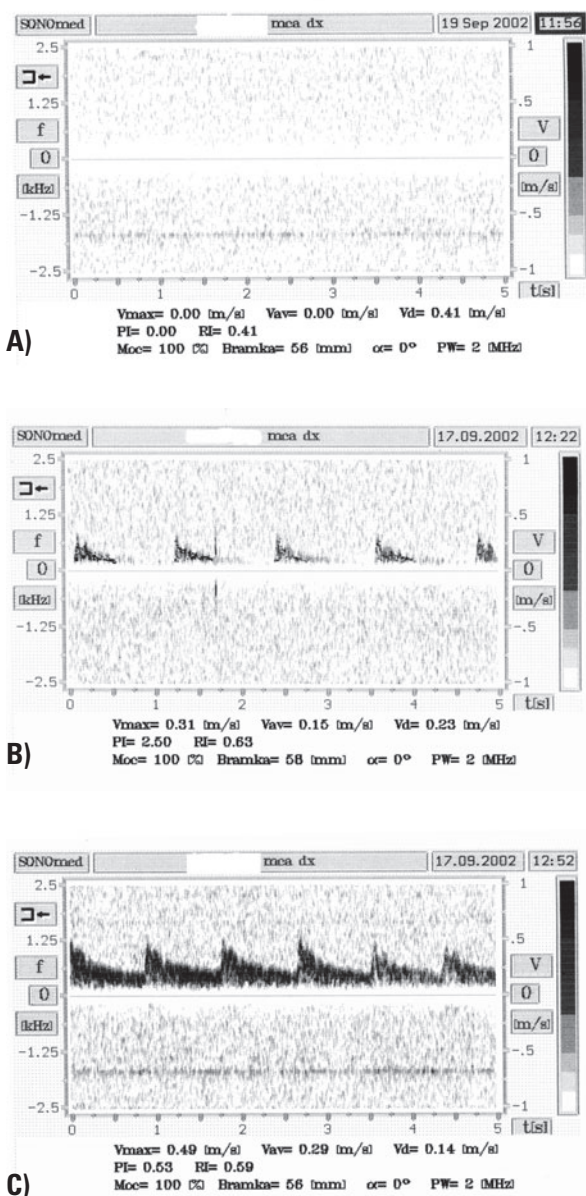 SONOmed mca dx 19 Sep 2002 11:56
2.5 1
1.25 .5
f V
0 0
[kHz] [m/s]
-1.25 -.5
-2.5 -1
0 1 2 3 4 5 t[s]
Vmax= 0.00 [m/s] Vav= 0.00 [m/s] Vd= 0.41 [m/s]
PI= 0.00 RI= 0.41
A) Moc= 100 [%] Bramka= 56 [mm] α= 0° PW= 2 [MHz]
SONOmed mca dx 17.09.2002 12:22
2.5 1
1.25 .5
f V
0 0
[kHz] [m/s]
-1.25 -.5
-2.5 -1
0 1 2 3 4 5 t[s]
Vmax= 0.31 [m/s] Vav= 0.15 [m/s] Vd= 0.23 [m/s]
PI= 2.50 RI= 0.63
B) Moc= 100 [%] Bramka= 58 [mm] α= 0° PW= 2 [MHz]
SONOmed mca dx 17.09.2002 12:52
2.5 1
1.25 .5
f V
0 0
[kHz] [m/s]
-1.25 -.5
-2.5 -1
0 1 2 3 4 5 t[s]
Vmax= 0.49 [m/s] Vav= 0.29 [m/s] Vd= 0.14 [m/s]
PI= 0.53 RI= 0.59
C) Moc= 100 [%] Bramka= 56 [mm] α= 0° PW= 2 [MHz]